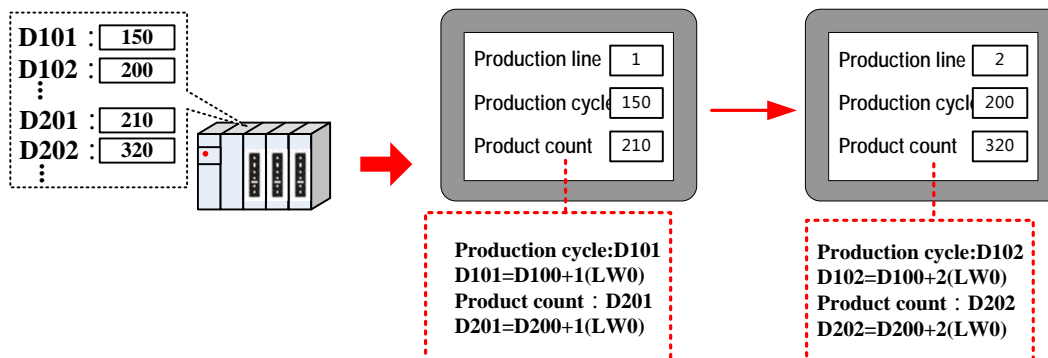 D101 : 150
D102 : 200
⋮
D201 : 210
D202 : 320
⋮
Production line 1
Production cycle 150
Product count 210
Production line 2
Production cycl 200
Product count 320
Production cycle:D101
D101=D100+1(LW0)
Product count : D201
D201=D200+1(LW0)
Production cycle:D102
D102=D100+2(LW0)
Product count : D202
D202=D200+2(LW0)